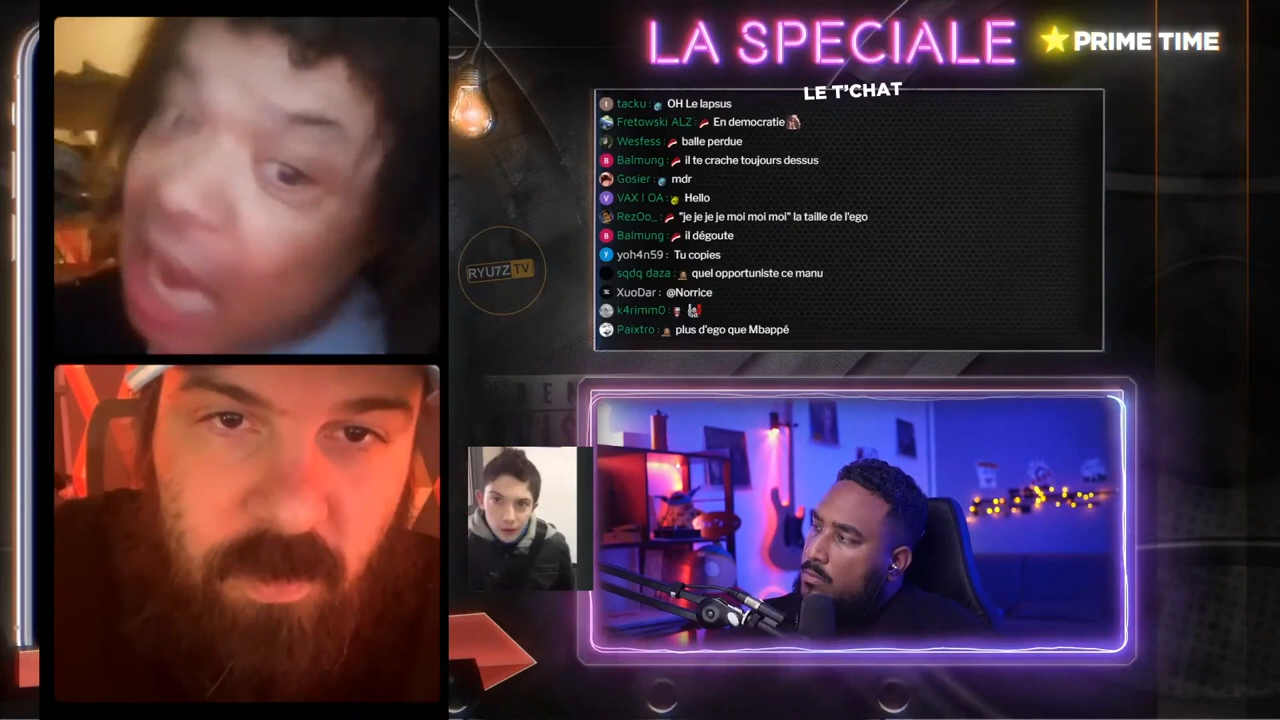 LA SPECIALE
PRIME TIME
LE T'CHAT
tacku : OH Le lapsus
Fretowski ALZ : En democratie
Wesfess : balle perdue
B Balmung : il te crache toujours dessus
Gosier : mdr
V VAX | OA : Hello
RezOo_ : "je je je je moi moi moi" la taille de l'ego
B Balmung : il dégoute
Y yoh4n59 : Tu copies
sqdq daza : quel opportuniste ce manu
XuoDar : @Norrice
k4rimm0 :
Paixtro : plus d'ego que Mbappé
RYU7Z TV